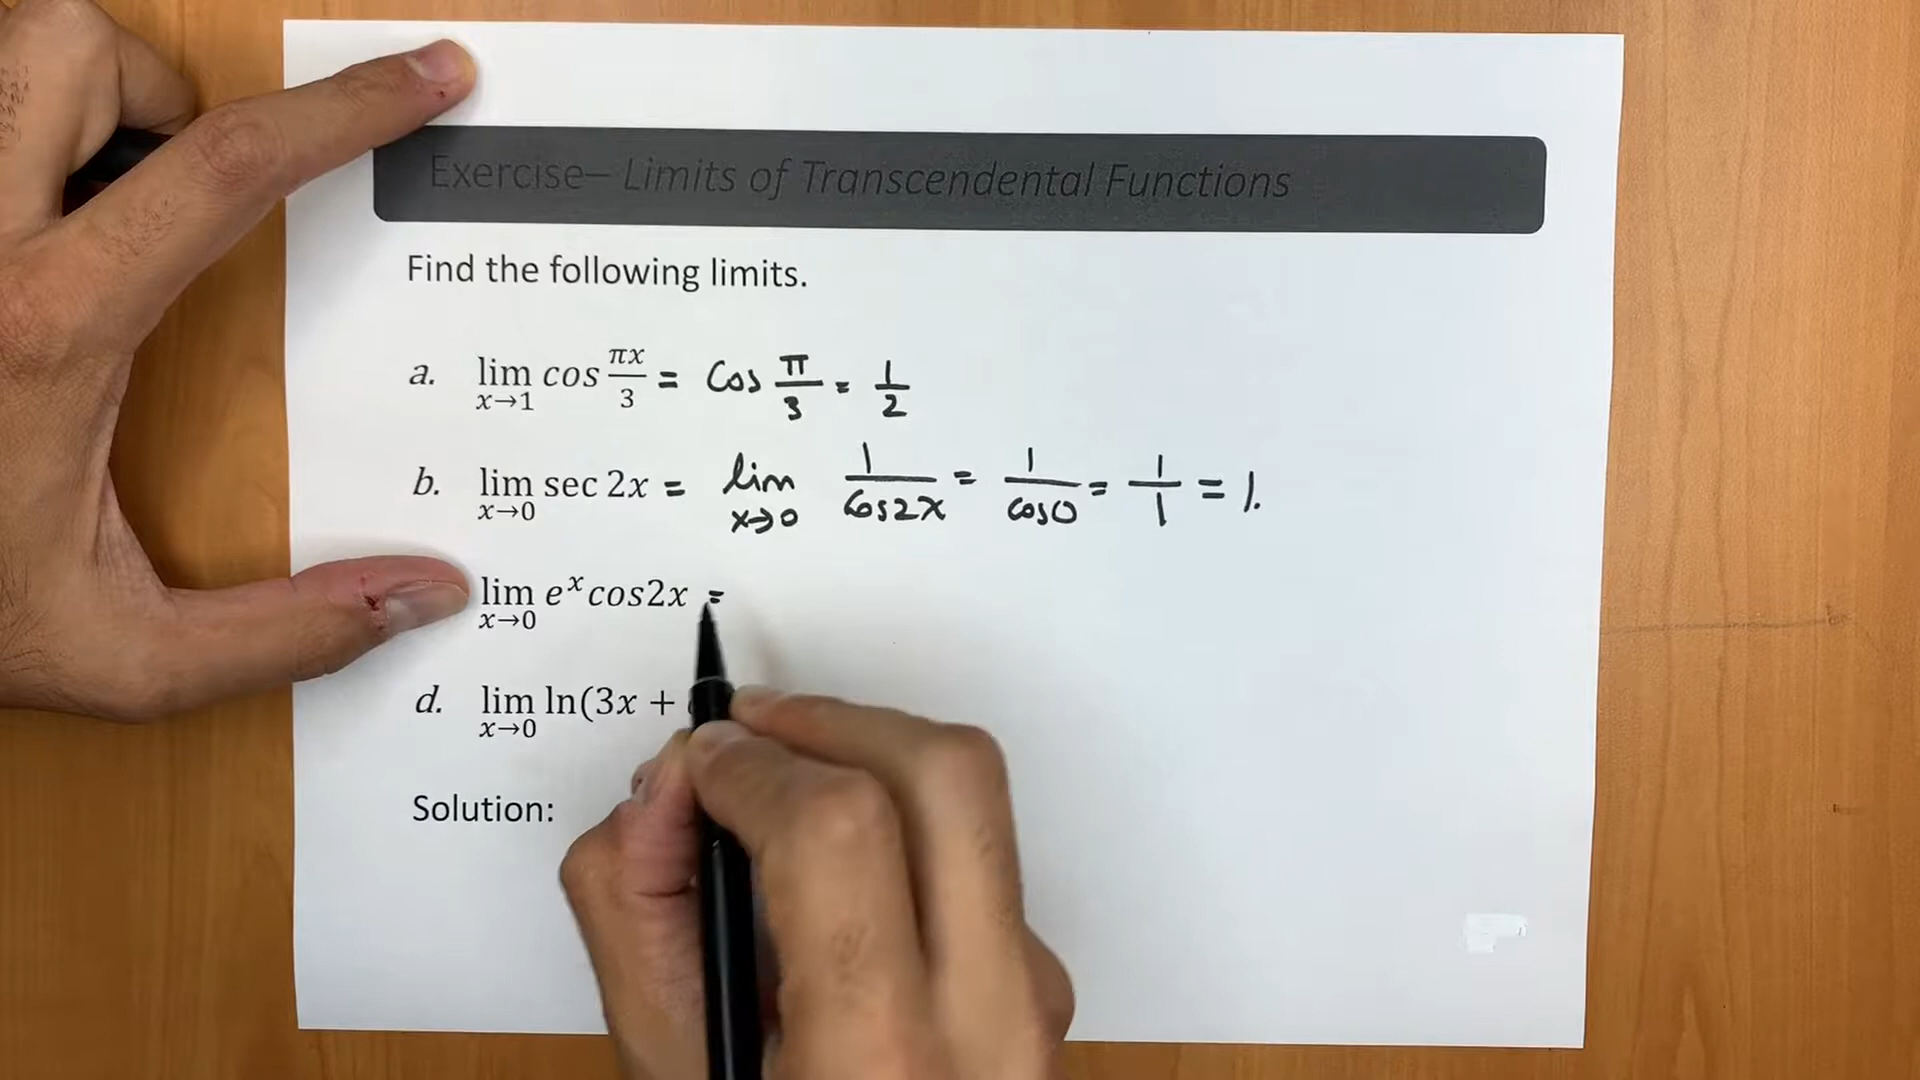 Exercise– Limits of Transcendental Functions
Find the following limits.
a. lim x→1 cos πx/3 = Cos π/3 = 1/2
b. lim x→0 sec 2x = lim x→0 1/Cos2x = 1/cos0 = 1/1 = 1.
lim x→0 eˣ cos2x =
d. lim x→0 ln(3x +
Solution: